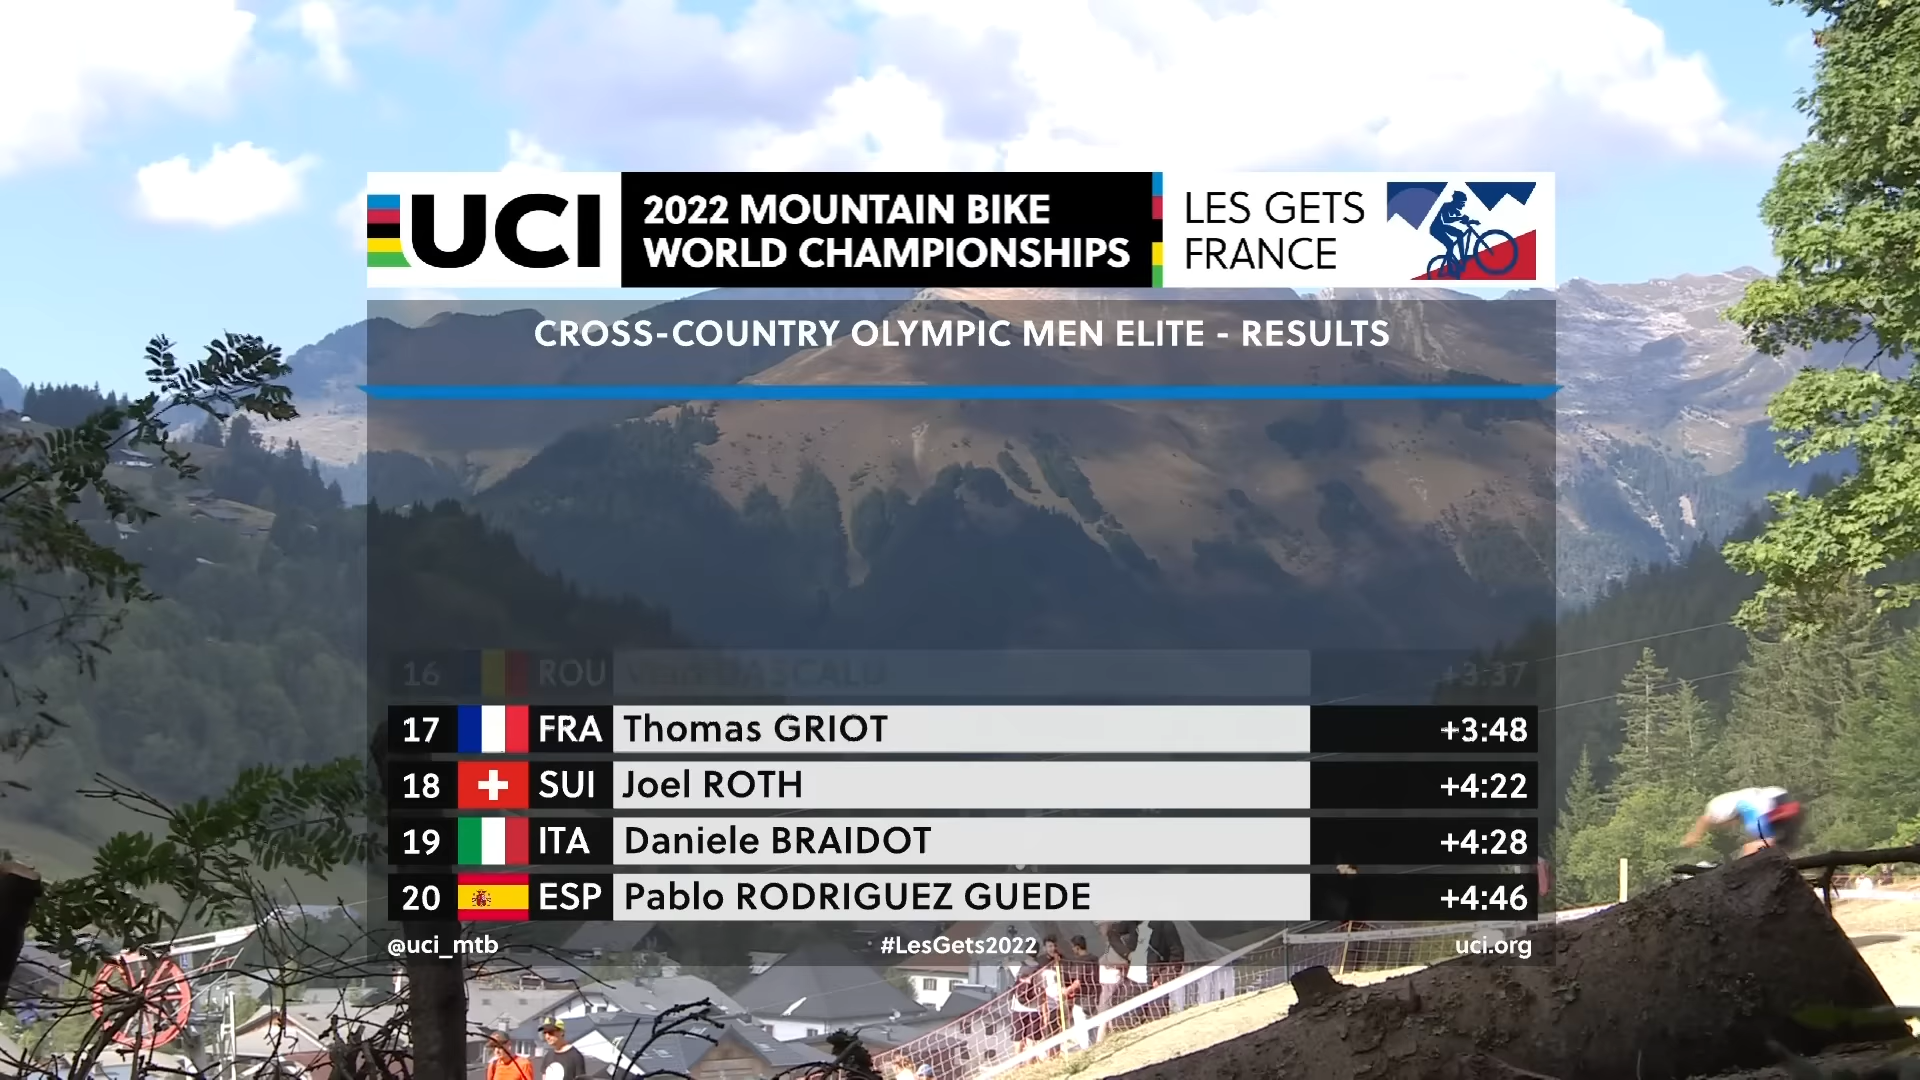 UCI
2022 MOUNTAIN BIKE
WORLD CHAMPIONSHIPS
LES GETS
FRANCE
CROSS-COUNTRY OLYMPIC MEN ELITE - RESULTS
16 ROU +3:37
17 FRA Thomas GRIOT +3:48
18 SUI Joel ROTH +4:22
19 ITA Daniele BRAIDOT +4:28
20 ESP Pablo RODRIGUEZ GUEDE +4:46
@uci_mtb #LesGets2022 uci.org